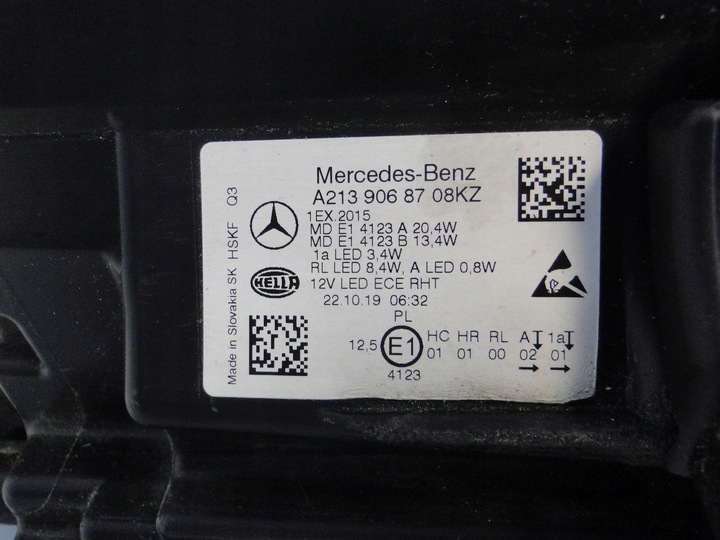 Mercedes-Benz
A213 906 87 08KZ
1EX.2015
MD E1 4123 A 20,4W
MD E1 4123 B 13,4W
1a LED 3,4W
RL LED 8,4W, A LED 0,8W
12V LED ECE RHT
22.10.19 06:32
PL
12,5 E1 HC HR RL A 1a
01 01 00 02 01
4123
HELLA
Made in Slovakia SK HSKF Q3